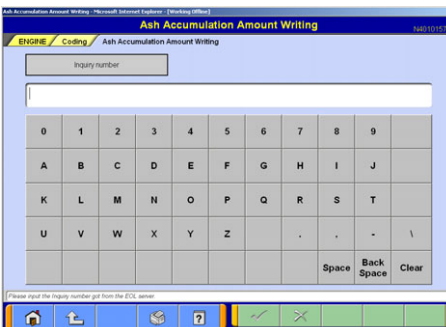 Ash Accumulation Amount Writing - Microsoft Internet Explorer - [Working Offline]
Ash Accumulation Amount Writing
N4010157
ENGINE Coding Ash Accumulation Amount Writing
Inquiry number
0 1 2 3 4 5 6 7 8 9
A B C D E F G H I J
K L M N O P Q R S T
U V W X Y Z . , - \
Space Back Space Clear
Please input the Inquiry number got from the EOL server.
?